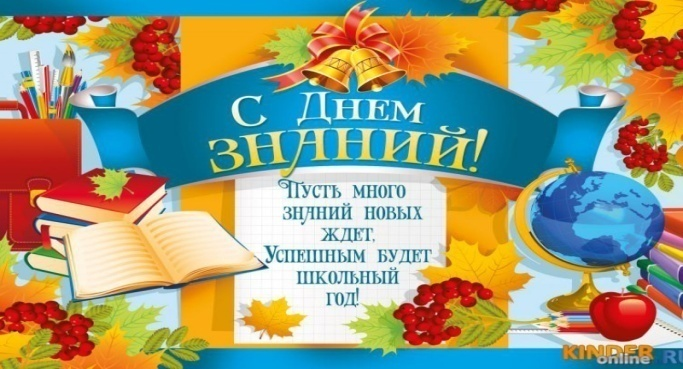 С Днем
ЗНАНИЙ!
Пусть много
знаний новых
ждет,
Успешным будет
школьный
год!
KINDER
online RU